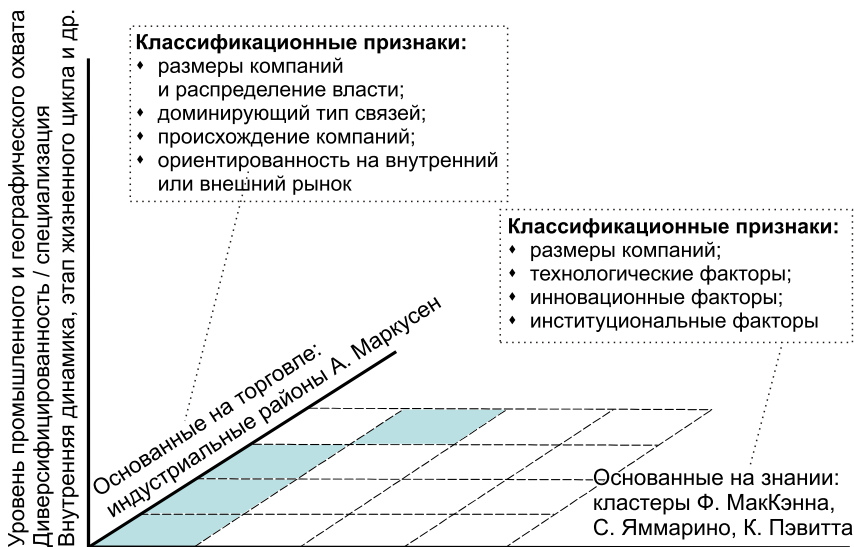 Уровень промышленного и географического охвата
Диверсифицированность / специализация
Внутренняя динамика, этап жизненного цикла и др.
Классификационные признаки:
♦ размеры компаний
и распределение власти;
♦ доминирующий тип связей;
♦ происхождение компаний;
♦ ориентированность на внутренний
или внешний рынок
Классификационные признаки:
♦ размеры компаний;
♦ технологические факторы;
♦ инновационные факторы;
♦ институциональные факторы
Основанные на торговле:
индустриальные районы А. Маркусен
Основанные на знании:
кластеры Ф. МакКэнна,
С. Яммарино, К. Пэвитта